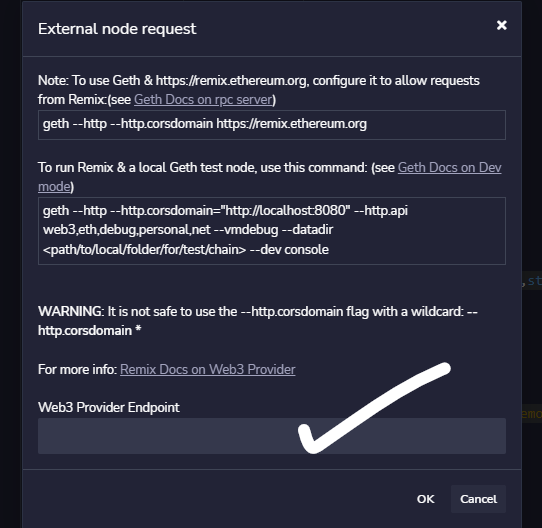 External node request
×
Note: To use Geth & https://remix.ethereum.org, configure it to allow requests
from Remix:(see Geth Docs on rpc server)
geth --http --http.corsdomain https://remix.ethereum.org
To run Remix & a local Geth test node, use this command: (see Geth Docs on Dev
mode)
geth --http --http.corsdomain="http://localhost:8080" --http.api
web3,eth,debug,personal,net --vmdebug --datadir
<path/to/local/folder/for/test/chain> --dev console
WARNING: It is not safe to use the --http.corsdomain flag with a wildcard: --
http.corsdomain *
For more info: Remix Docs on Web3 Provider
Web3 Provider Endpoint
OK Cancel